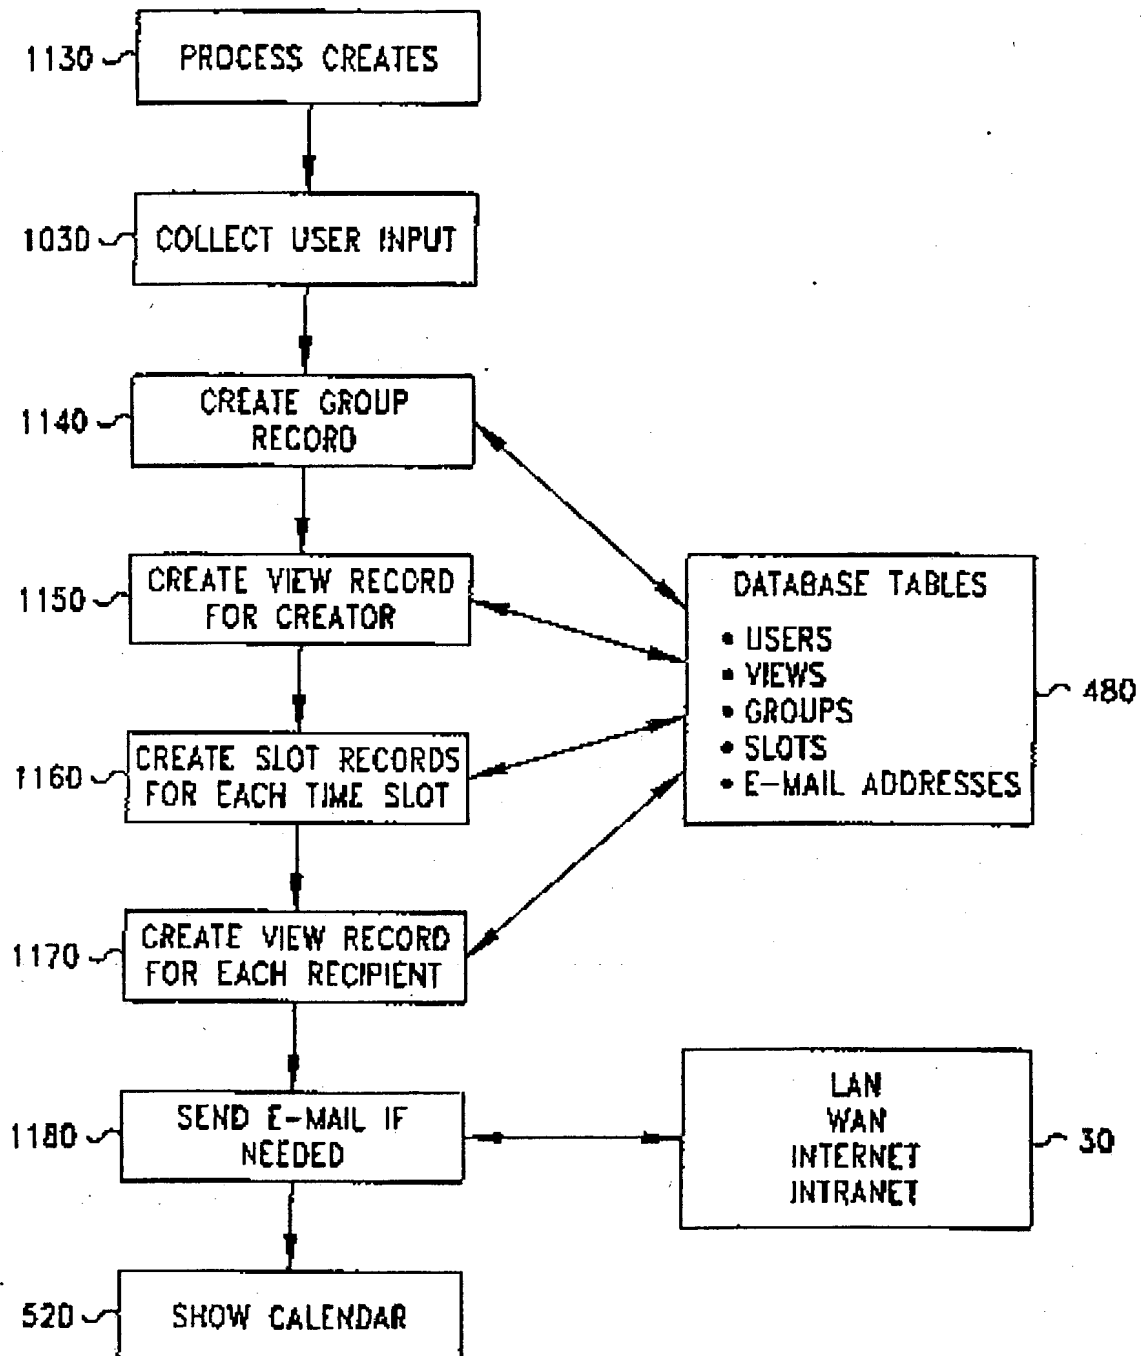 1130
PROCESS CREATES
1030
COLLECT USER INPUT
1140
CREATE GROUP
RECORD
1150
CREATE VIEW RECORD
FOR CREATOR
1160
CREATE SLOT RECORDS
FOR EACH TIME SLOT
1170
CREATE VIEW RECORD
FOR EACH RECIPIENT
1180
SEND E-MAIL IF
NEEDED
520
SHOW CALENDAR
DATABASE TABLES
• USERS
• VIEWS
• GROUPS
• SLOTS
• E-MAIL ADDRESSES
480
LAN
WAN
INTERNET
INTRANET
30